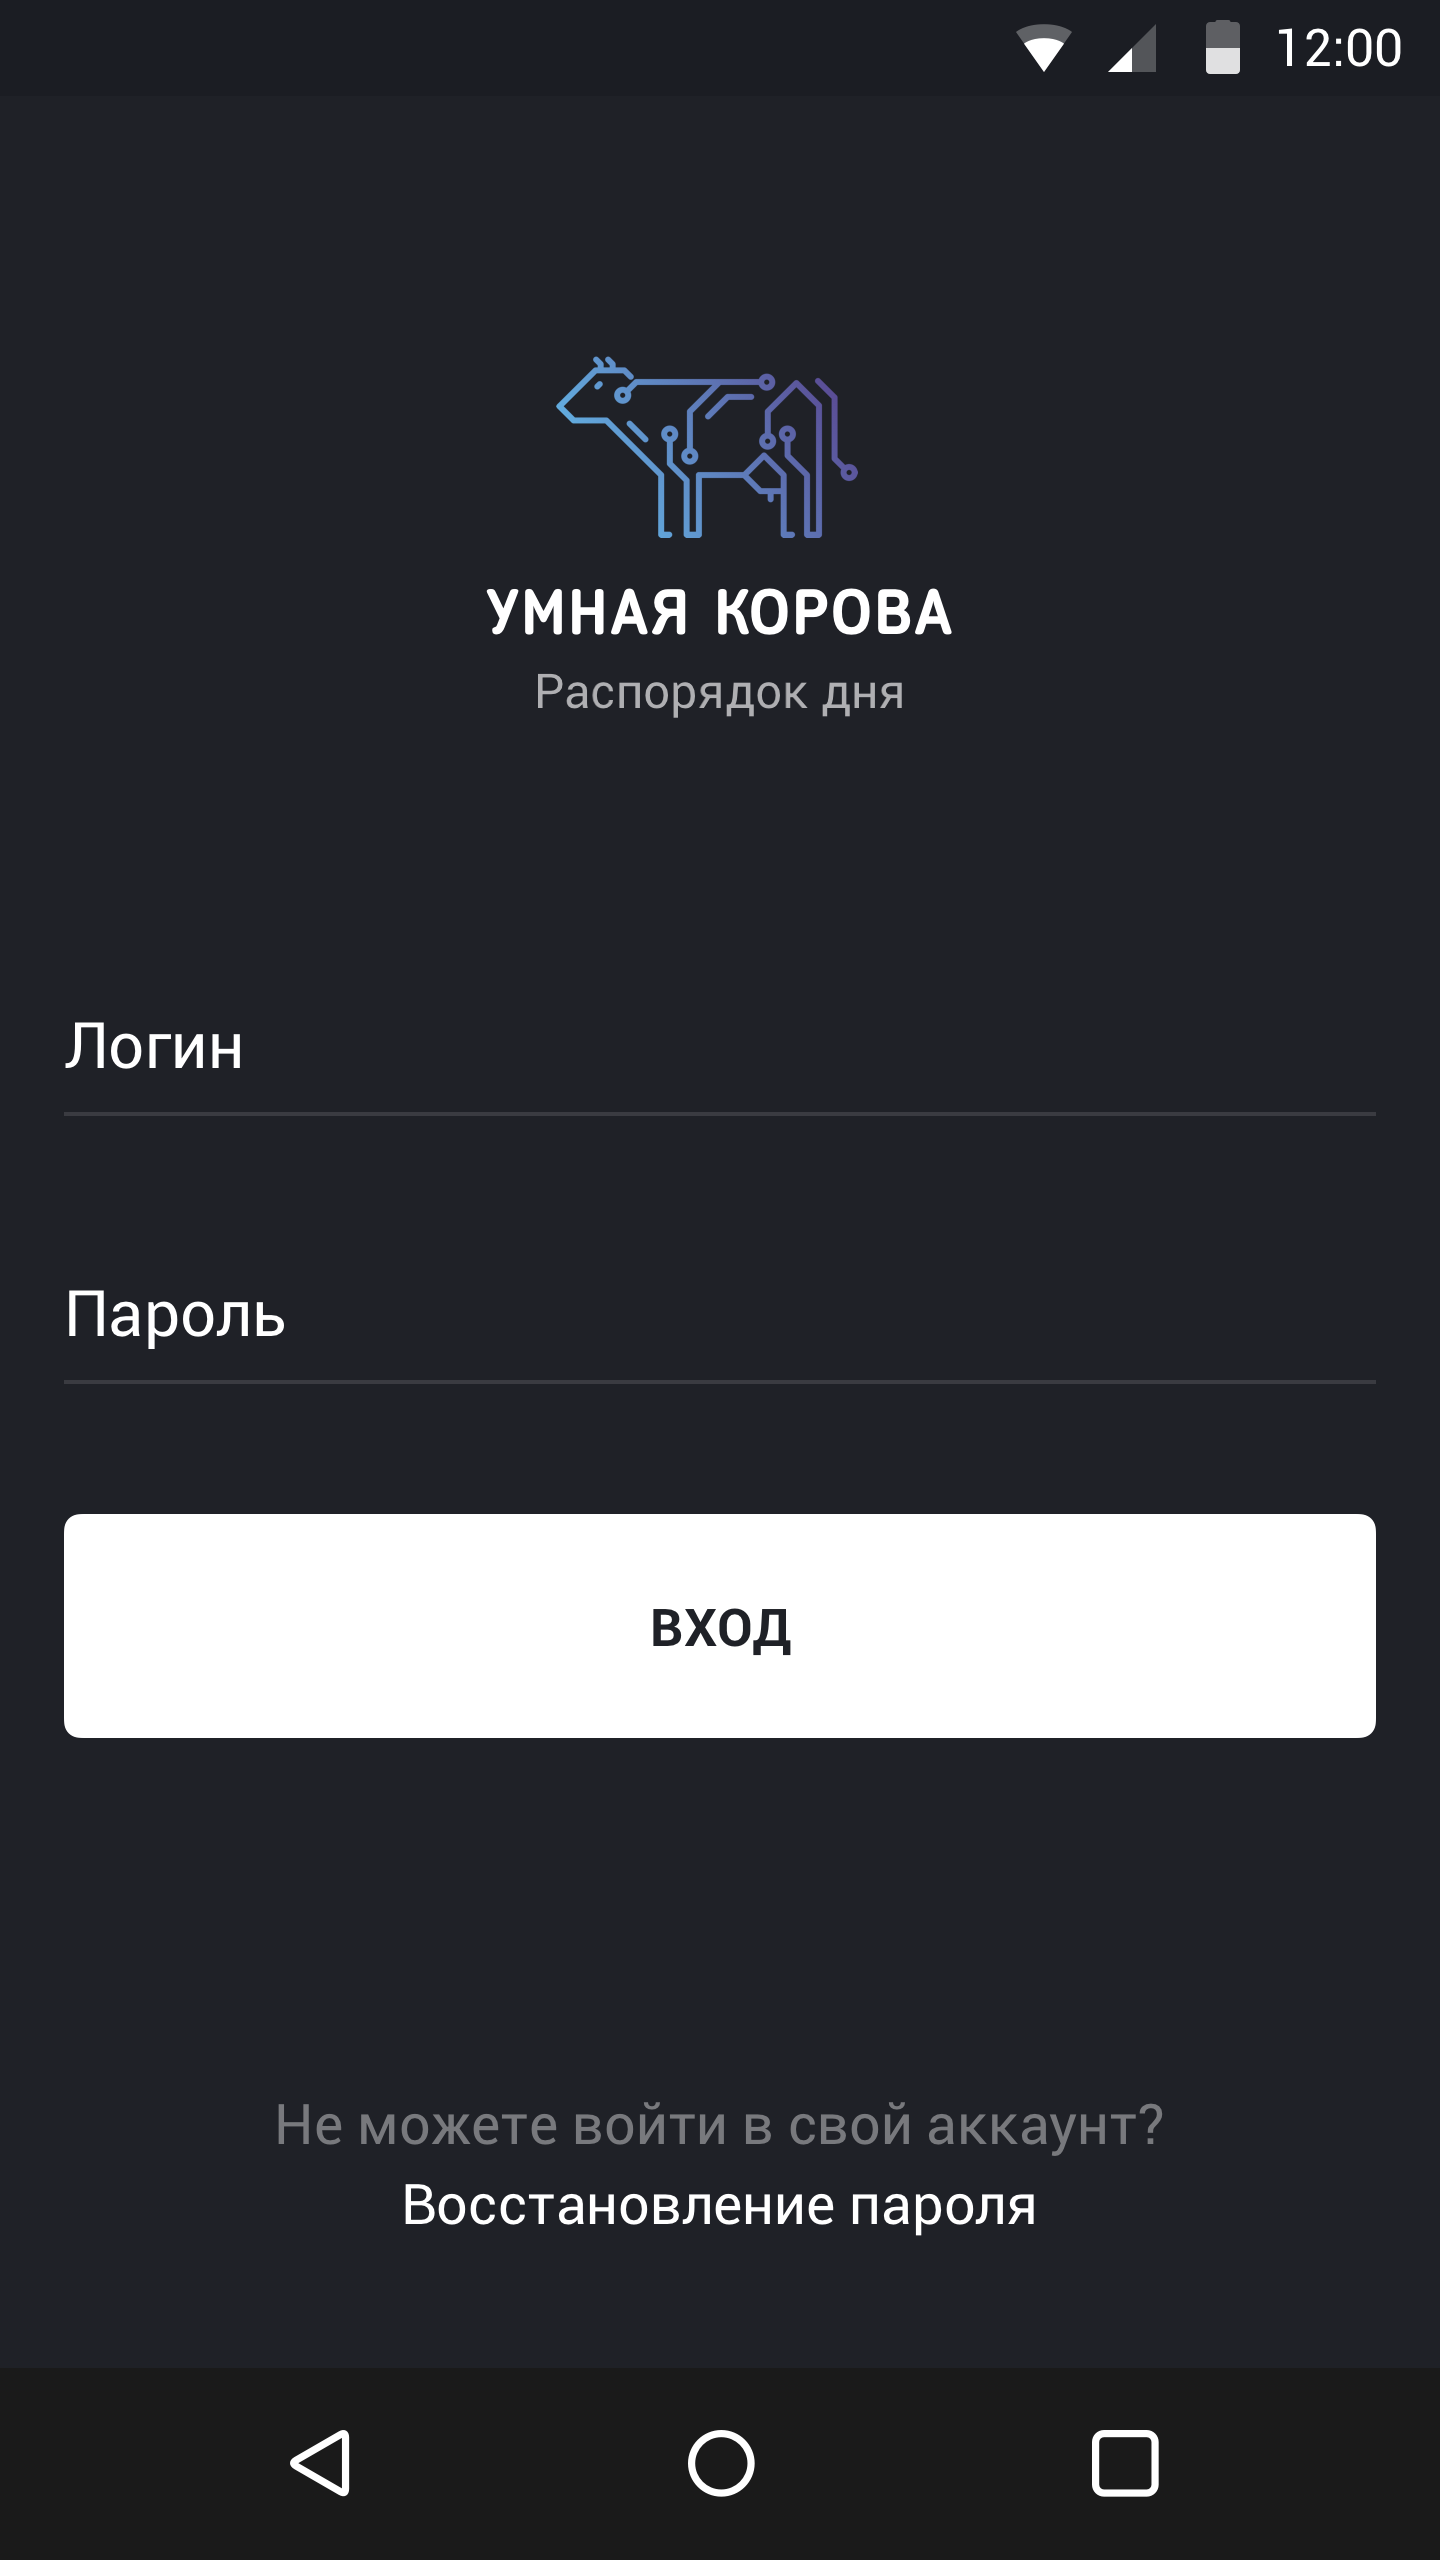 12:00
УМНАЯ КОРОВА
Распорядок дня
Логин
Пароль
ВХОД
Не можете войти в свой аккаунт?
Восстановление пароля